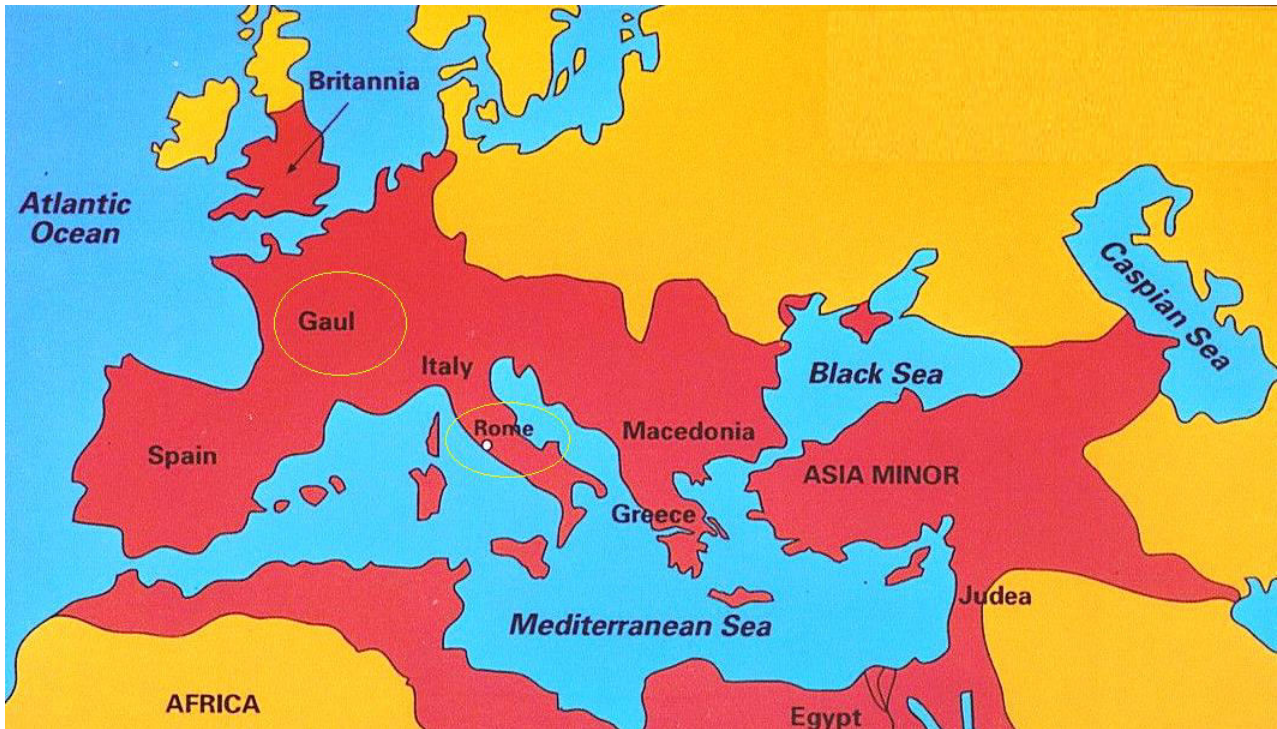 Britannia
Atlantic
Ocean
Gaul
Caspian Sea
Italy
Black Sea
Rome
Macedonia
Spain
ASIA MINOR
Greece
Judea
Mediterranean Sea
AFRICA
Egypt